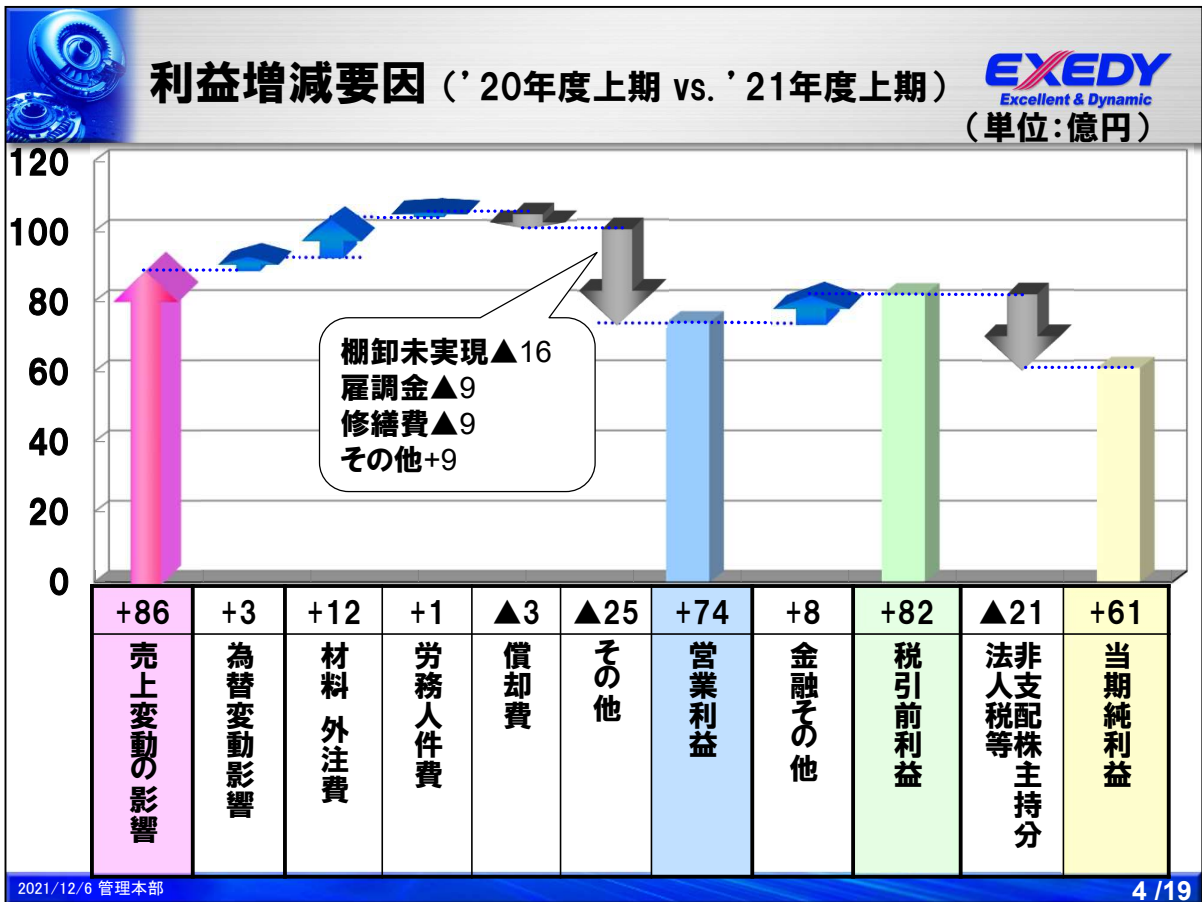 利益増減要因（’20年度上期 vs. ’21年度上期）
EXEDY
Excellent & Dynamic
（単位:億円）
120
100
80
60
40
20
0
棚卸未実現▲16
雇調金▲9
修繕費▲9
その他+9
+86
+3
+12
+1
▲3
▲25
+74
+8
+82
▲21
+61
売上変動の影響
為替変動影響
材料 外注費
労務人件費
償却費
その他
営業利益
金融その他
税引前利益
非支配株主持分
法人税等
当期純利益
2021/12/6 管理本部
4 /19